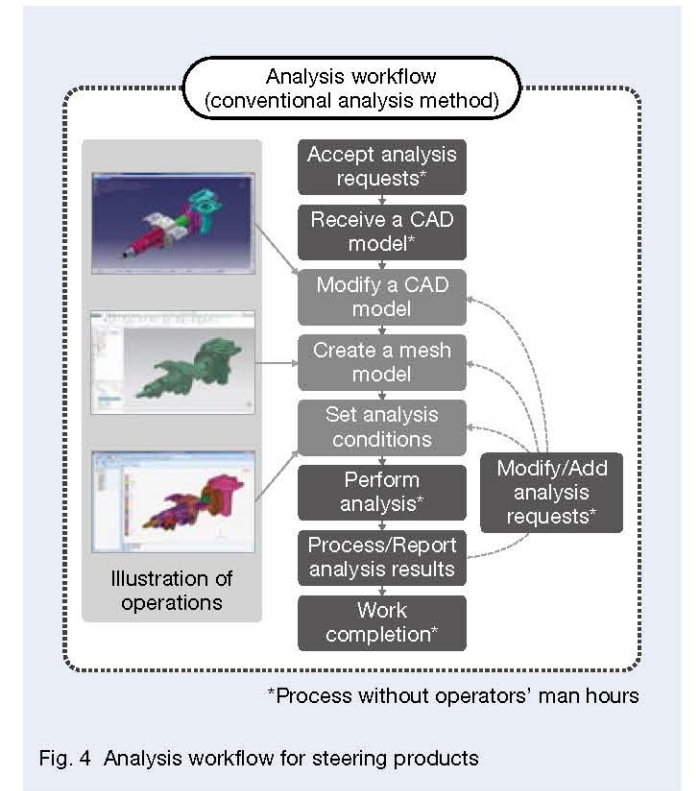 Analysis workflow
(conventional analysis method)
Accept analysis
requests*
Receive a CAD
model*
Modify a CAD
model
Create a mesh
model
Set analysis
conditions
Perform
analysis*
Process/Report
analysis results
Work
completion*
Modify/Add
analysis
requests*
Illustration of
operations
*Process without operators’ man hours
Fig. 4 Analysis workflow for steering products